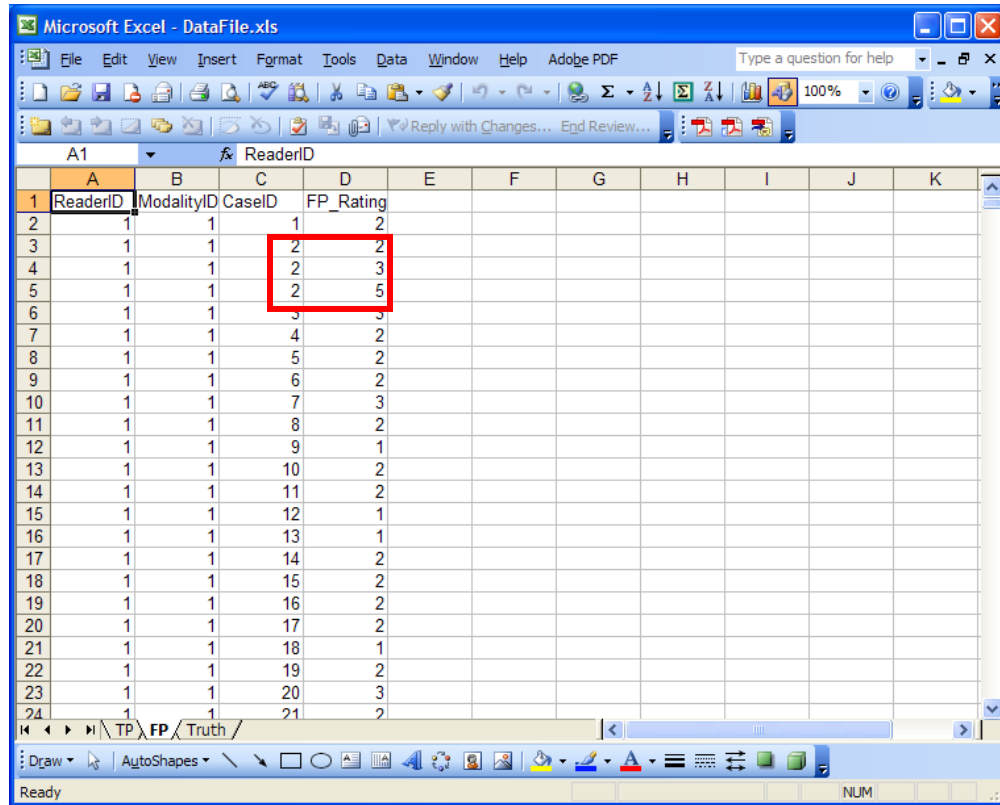 Microsoft Excel - DataFile.xls
File Edit View Insert Format Tools Data Window Help Adobe PDF Type a question for help
100%
Reply with Changes... End Review...
A1 fx ReaderID
A B C D E F G H I J K
1 ReaderID ModalityID CaseID FP_Rating
2 1 1 1 2
3 1 1 2 2
4 1 1 2 3
5 1 1 2 5
6 1 1 3 3
7 1 1 4 2
8 1 1 5 2
9 1 1 6 2
10 1 1 7 3
11 1 1 8 2
12 1 1 9 1
13 1 1 10 2
14 1 1 11 2
15 1 1 12 1
16 1 1 13 1
17 1 1 14 2
18 1 1 15 2
19 1 1 16 2
20 1 1 17 2
21 1 1 18 1
22 1 1 19 2
23 1 1 20 3
24 1 1 21 2
TP FP Truth
Draw AutoShapes
Ready NUM